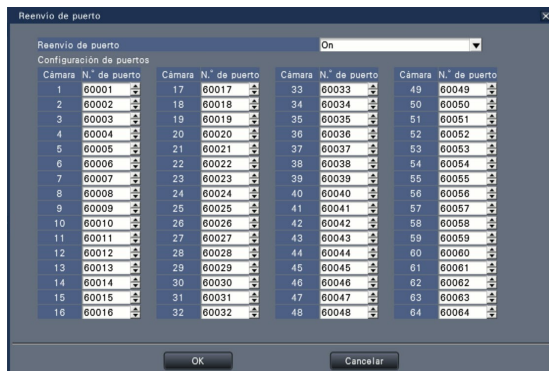 Reenvío de puerto
Reenvío de puerto On
Configuración de puertos
Cámara N.° de puerto Cámara N.° de puerto Cámara N.° de puerto Cámara N.° de puerto
1 60001 17 60017 33 60033 49 60049
2 60002 18 60018 34 60034 50 60050
3 60003 19 60019 35 60035 51 60051
4 60004 20 60020 36 60036 52 60052
5 60005 21 60021 37 60037 53 60053
6 60006 22 60022 38 60038 54 60054
7 60007 23 60023 39 60039 55 60055
8 60008 24 60024 40 60040 56 60056
9 60009 25 60025 41 60041 57 60057
10 60010 26 60026 42 60042 58 60058
11 60011 27 60027 43 60043 59 60059
12 60012 28 60028 44 60044 60 60060
13 60013 29 60029 45 60045 61 60061
14 60014 30 60030 46 60046 62 60062
15 60015 31 60031 47 60047 63 60063
16 60016 32 60032 48 60048 64 60064
OK Cancelar